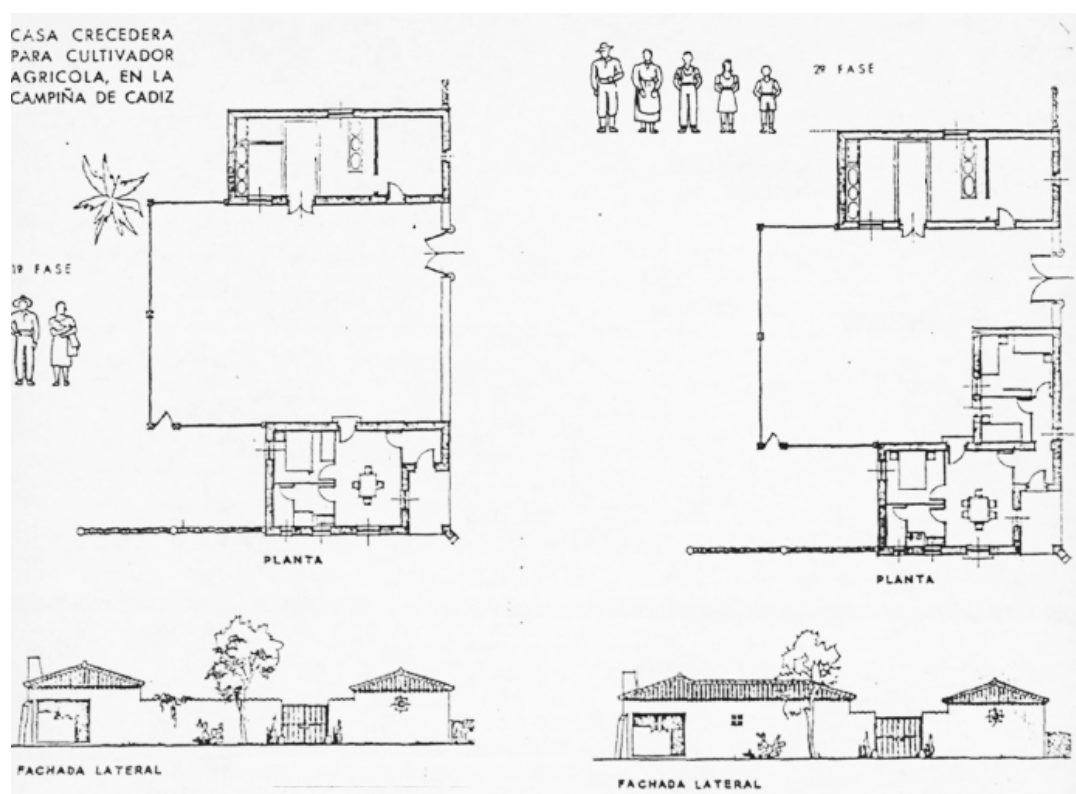 CASA CRECEDERA
PARA CULTIVADOR
AGRICOLA, EN LA
CAMPIÑA DE CADIZ
1ª FASE
PLANTA
FACHADA LATERAL
2ª FASE
PLANTA
FACHADA LATERAL